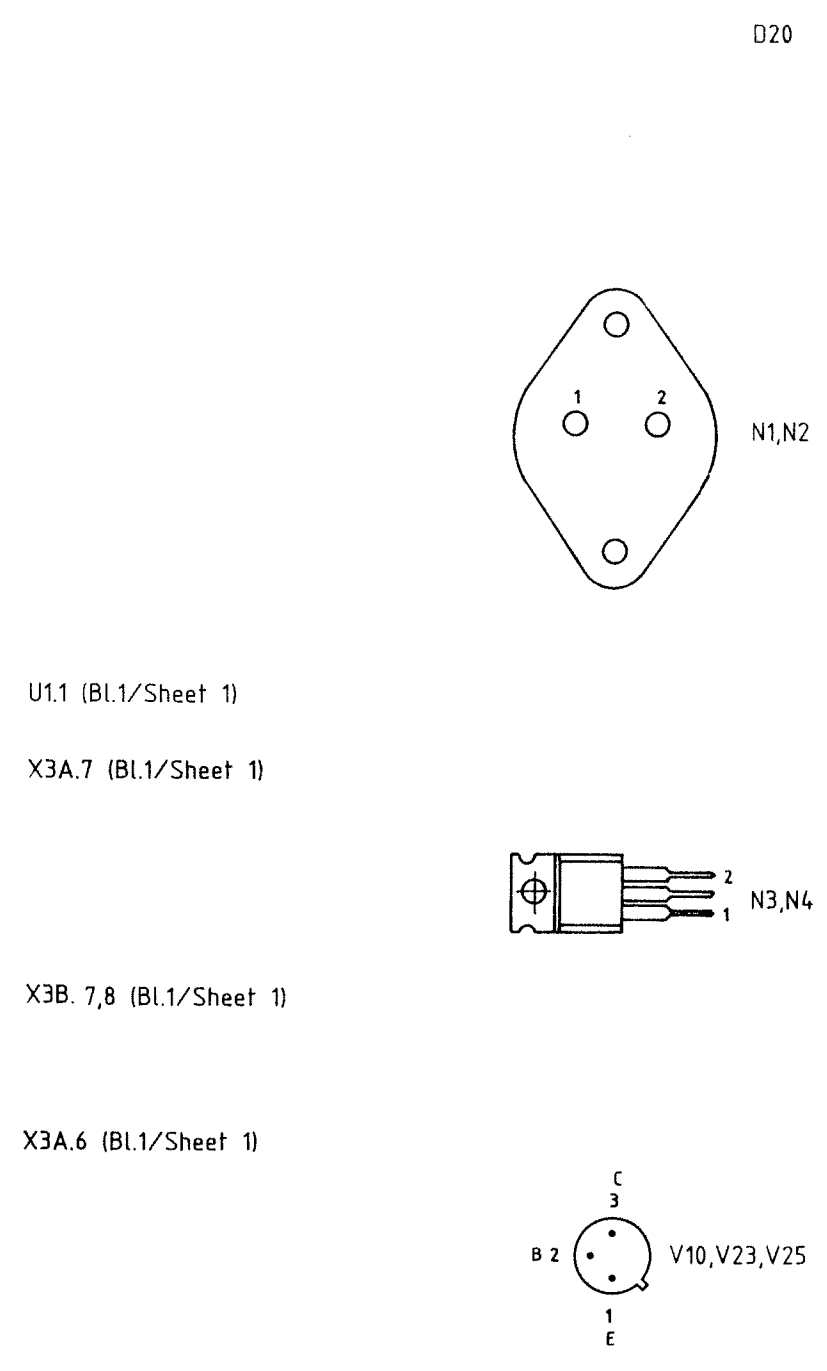 D20
1 2
N1,N2
U1.1 (Bl.1/Sheet 1)
X3A.7 (Bl.1/Sheet 1)
2
N3,N4
1
X3B. 7,8 (Bl.1/Sheet 1)
X3A.6 (Bl.1/Sheet 1)
C
3
B 2
V10,V23,V25
1
E